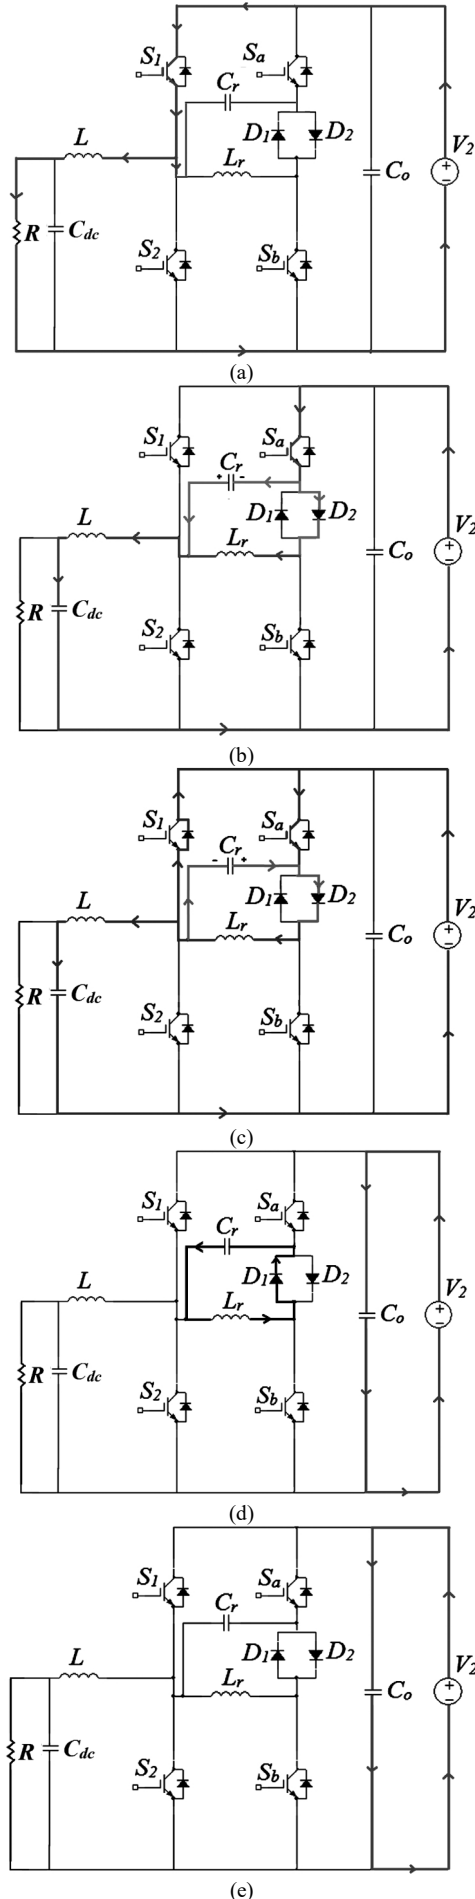 S1 Sa
Cr
D1 D2
L
Lr
V2
+
−
Co
R Cdc
S2 Sb
(a)
S1 Sa
+ Cr -
D1 D2
L
Lr
V2
+
−
Co
R Cdc
S2 Sb
(b)
S1 Sa
- Cr +
D1 D2
L
Lr
V2
+
−
Co
R Cdc
S2 Sb
(c)
S1 Sa
Cr
D1 D2
L
Lr
V2
+
−
Co
R Cdc
S2 Sb
(d)
S1 Sa
Cr
D1 D2
L
Lr
V2
+
−
Co
R Cdc
S2 Sb
(e)